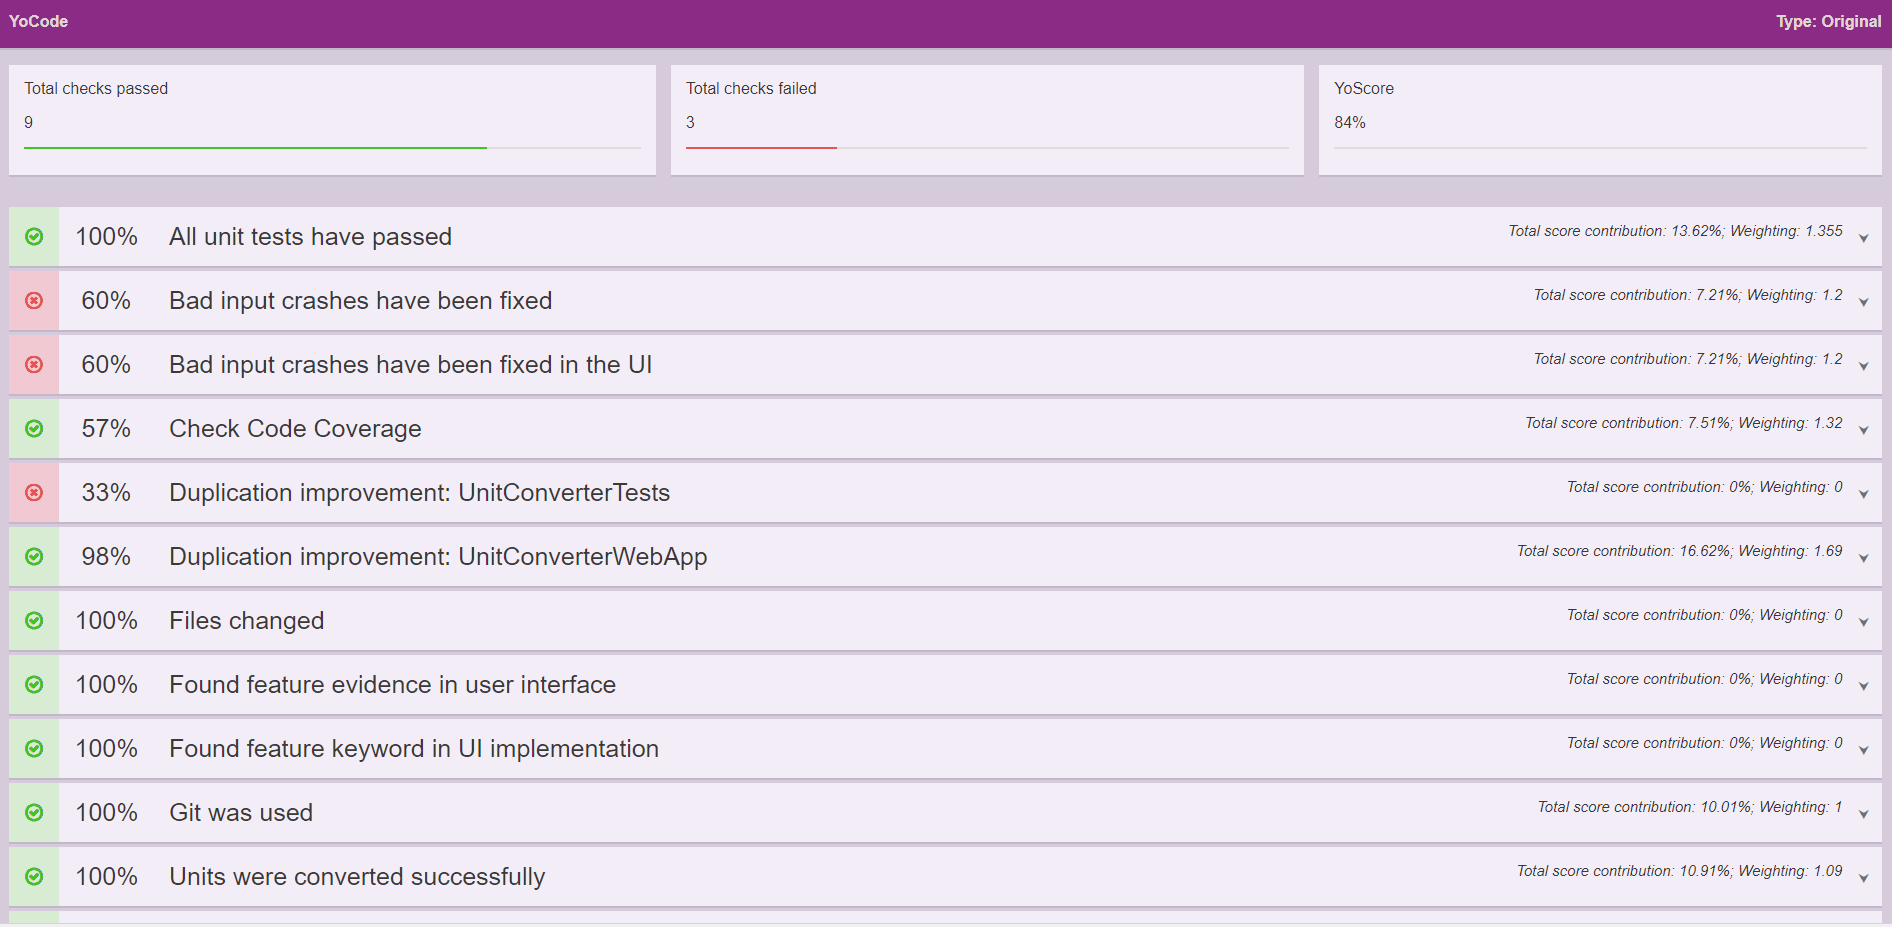 YoCode Type: Original
Total checks passed
9
Total checks failed
3
YoScore
84%
100% All unit tests have passed Total score contribution: 13.62%; Weighting: 1.355
60% Bad input crashes have been fixed Total score contribution: 7.21%; Weighting: 1.2
60% Bad input crashes have been fixed in the UI Total score contribution: 7.21%; Weighting: 1.2
57% Check Code Coverage Total score contribution: 7.51%; Weighting: 1.32
33% Duplication improvement: UnitConverterTests Total score contribution: 0%; Weighting: 0
98% Duplication improvement: UnitConverterWebApp Total score contribution: 16.62%; Weighting: 1.69
100% Files changed Total score contribution: 0%; Weighting: 0
100% Found feature evidence in user interface Total score contribution: 0%; Weighting: 0
100% Found feature keyword in UI implementation Total score contribution: 0%; Weighting: 0
100% Git was used Total score contribution: 10.01%; Weighting: 1
100% Units were converted successfully Total score contribution: 10.91%; Weighting: 1.09